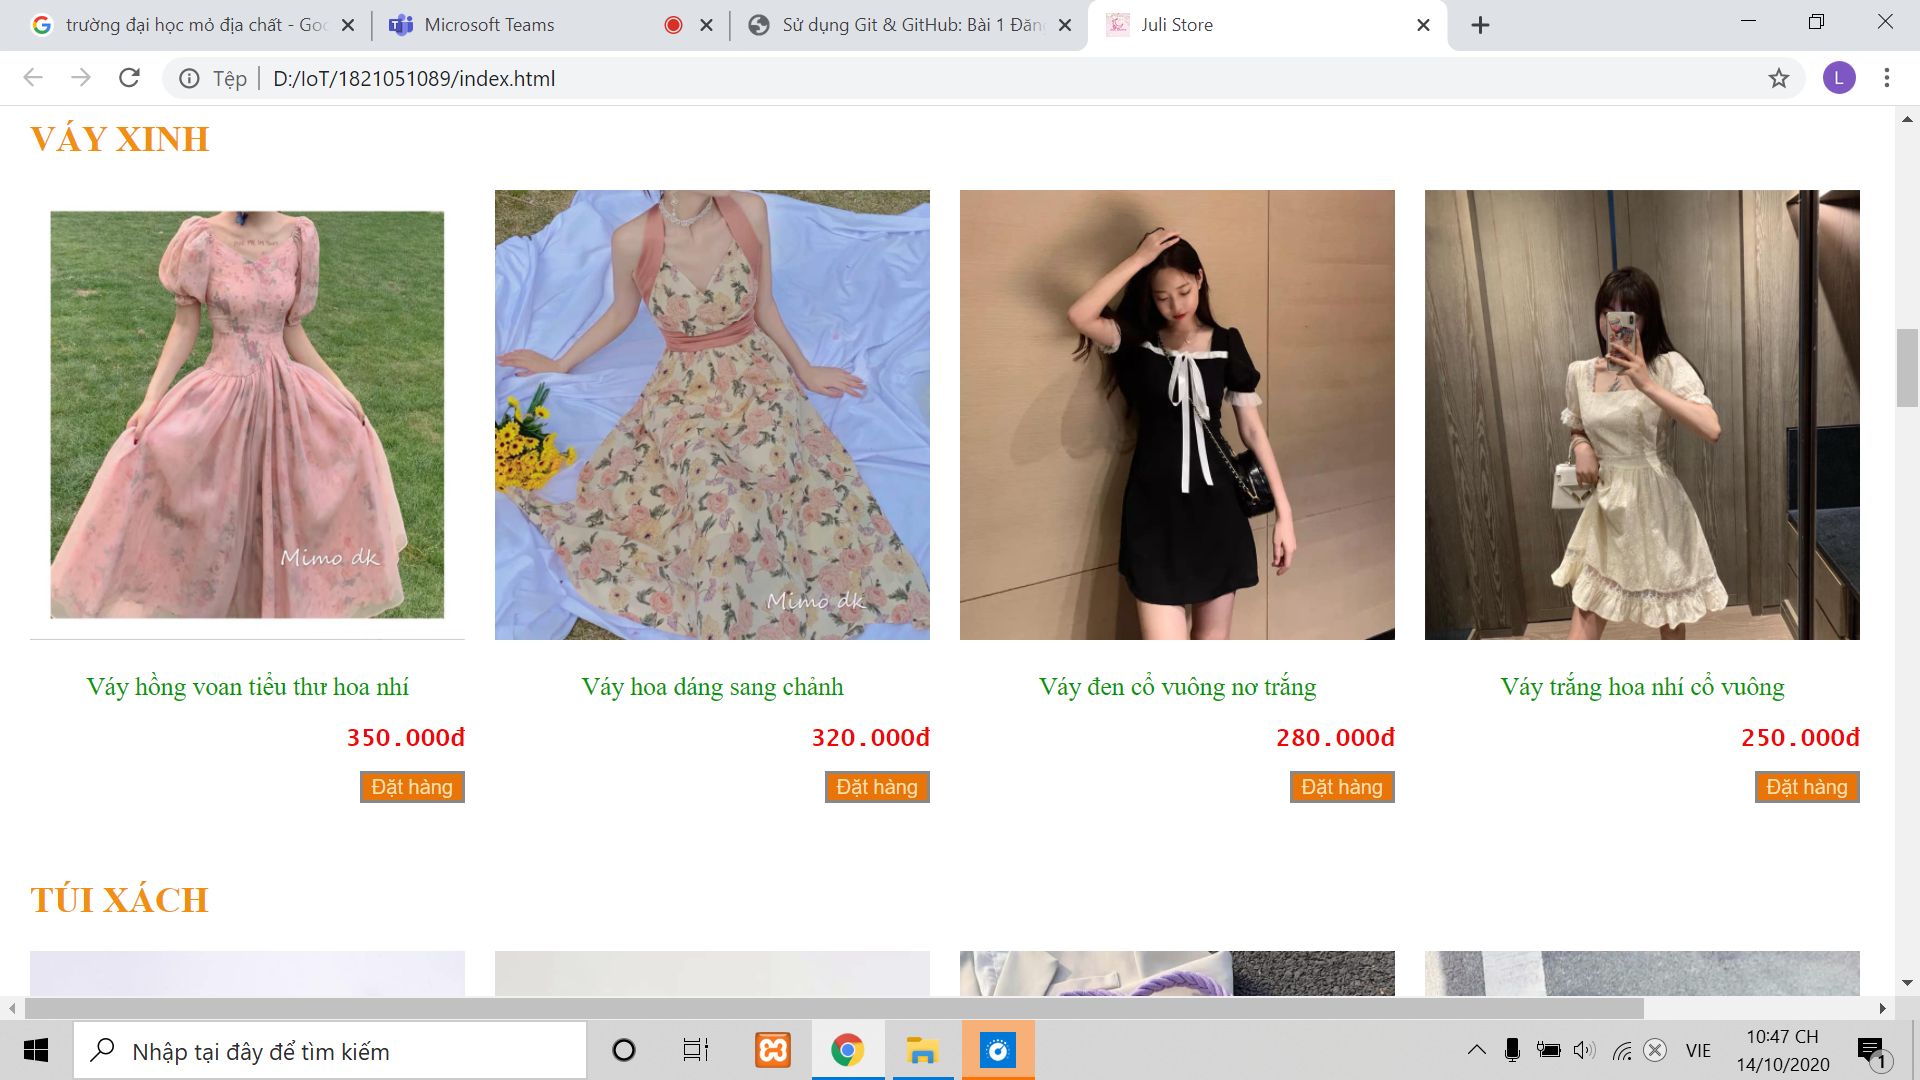 trường đại học mỏ địa chất - Goo
Microsoft Teams
Sử dụng Git & GitHub: Bài 1 Đăng
Juli Store
Tệp
D:/IoT/1821051089/index.html
L
VÁY XINH
Mimo dk
Mimo dk
Váy hồng voan tiểu thư hoa nhí
Váy hoa dáng sang chảnh
Váy đen cổ vuông nơ trắng
Váy trắng hoa nhí cổ vuông
350.000đ
320.000đ
280.000đ
250.000đ
Đặt hàng
Đặt hàng
Đặt hàng
Đặt hàng
TÚI XÁCH
Nhập tại đây để tìm kiếm
VIE
10:47 CH
14/10/2020
1